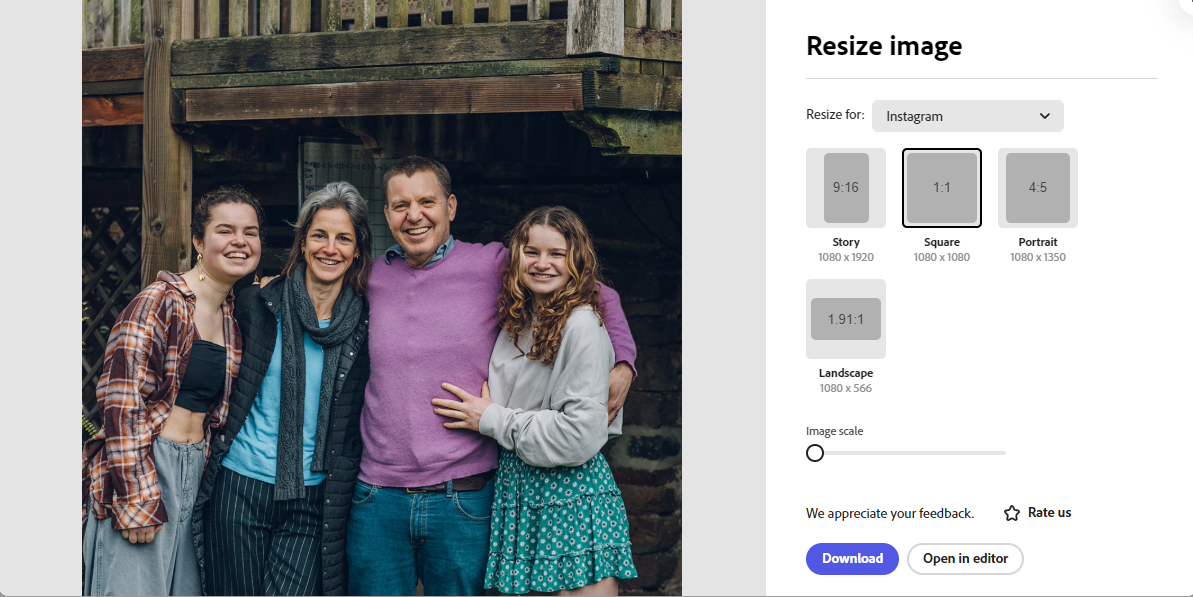 Resize image
Resize for:
Instagram
9:16
1:1
4:5
Story
Square
Portrait
1080 x 1920
1080 x 1080
1080 x 1350
1.91:1
Landscape
1080 x 566
Image scale
We appreciate your feedback.
Rate us
Download
Open in editor